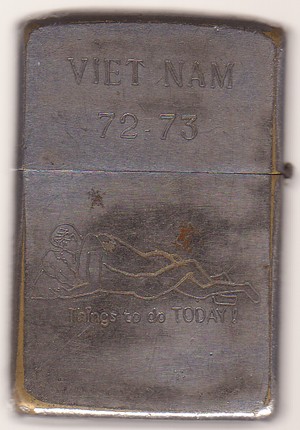 VIET NAM
72-73
Things to do TODAY!